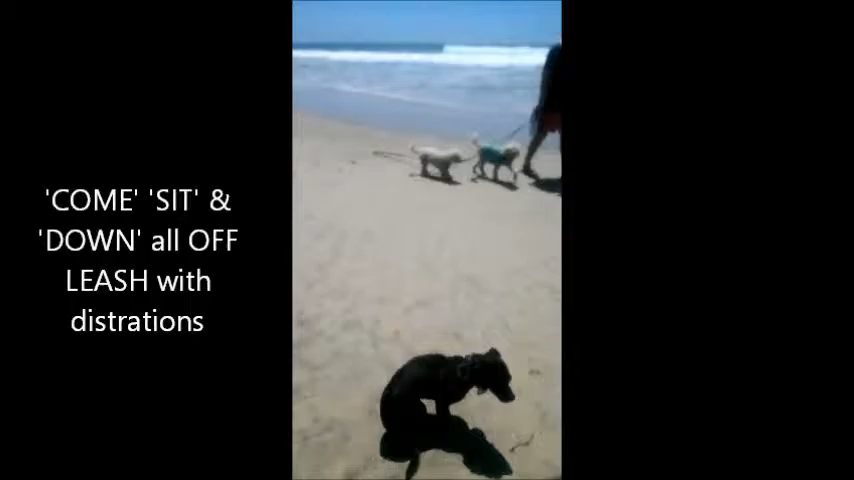 'COME' 'SIT' &
'DOWN' all OFF
LEASH with
distrations